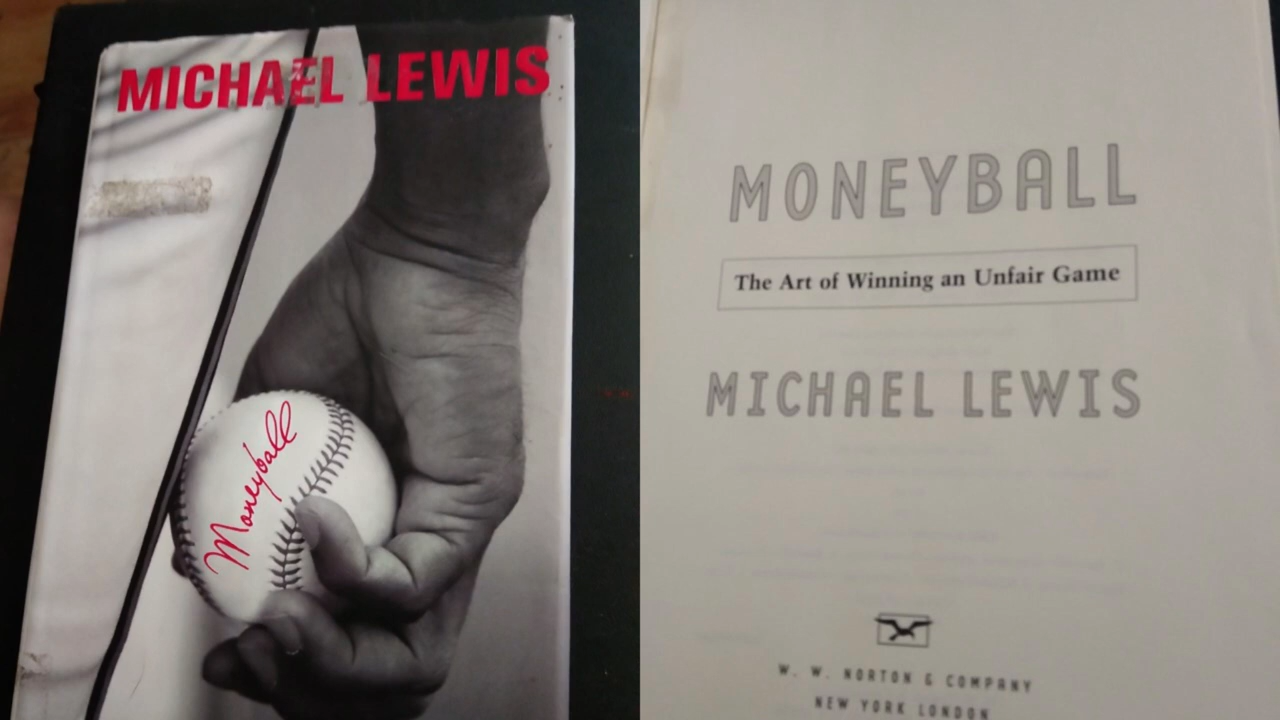 MICHAEL LEWIS
Moneyball
MONEYBALL
The Art of Winning an Unfair Game
MICHAEL LEWIS
W. W. NORTON & COMPANY
NEW YORK LONDON